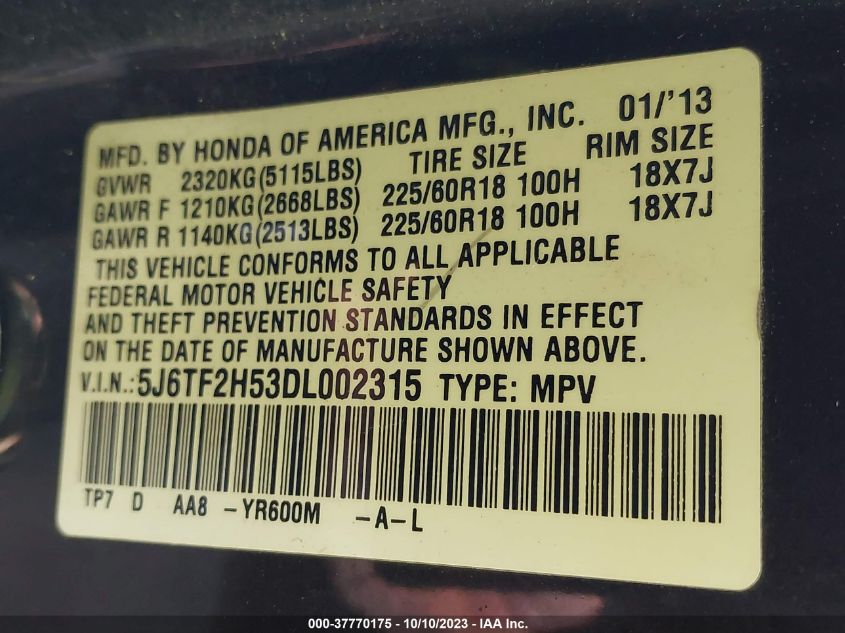 MFD. BY HONDA OF AMERICA MFG., INC. 01/'13
GVWR 2320KG(5115LBS) TIRE SIZE RIM SIZE
GAWR F 1210KG(2668LBS) 225/60R18 100H 18X7J
GAWR R 1140KG(2513LBS) 225/60R18 100H 18X7J
THIS VEHICLE CONFORMS TO ALL APPLICABLE
FEDERAL MOTOR VEHICLE SAFETY
AND THEFT PREVENTION STANDARDS IN EFFECT
ON THE DATE OF MANUFACTURE SHOWN ABOVE.
V.I.N.:5J6TF2H53DL002315 TYPE: MPV
TP7 D AA8 -YR600M -A-L
000-37770175 - 10/10/2023 - IAA Inc.